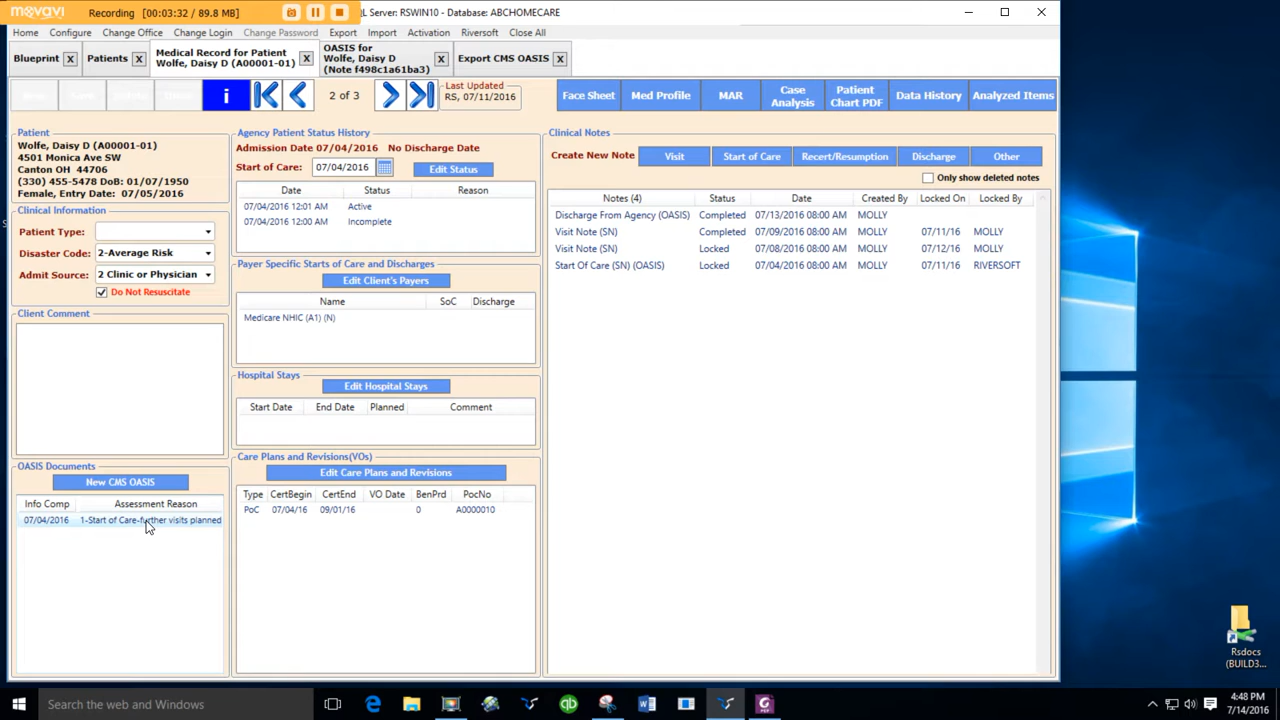 movavi
Recording (00:03:32 / 89.8 MB)
L Server: RSWIN10 - Database: ABCHOMECARE
Home Configure Change Office Change Login Change Password Export Import Activation Riversoft Close All
Blueprint X
Patients X
Medical Record for Patient
Wolfe, Daisy D (A00001-01) X
OASIS for
Wolfe, Daisy D
(Note f498c1a61ba3) X
Export CMS OASIS X
i
2 of 3
Last Updated
RS, 07/11/2016
Face Sheet
Med Profile
MAR
Case
Analysis
Patient
Chart PDF
Data History
Analyzed Items
Patient
Wolfe, Daisy D (A00001-01)
4501 Monica Ave SW
Canton OH 44706
(330) 455-5478 DoB: 01/07/1950
Female, Entry Date: 07/05/2016
Clinical Information
Patient Type:
Disaster Code: 2-Average Risk
Admit Source: 2 Clinic or Physician
Do Not Resuscitate
Client Comment
OASIS Documents
New CMS OASIS
Info Comp Assessment Reason
07/04/2016 1-Start of Care-further visits planned
Agency Patient Status History
Admission Date 07/04/2016 No Discharge Date
Start of Care: 07/04/2016 Edit Status
Date Status Reason
07/04/2016 12:01 AM Active
07/04/2016 12:00 AM Incomplete
Payer Specific Starts of Care and Discharges
Edit Client's Payers
Name SoC Discharge
Medicare NHIC (A1) (N)
Hospital Stays
Edit Hospital Stays
Start Date End Date Planned Comment
Care Plans and Revisions(VOs)
Edit Care Plans and Revisions
Type CertBegin CertEnd VO Date BenPrd PocNo
PoC 07/04/16 09/01/16 0 A0000010
Clinical Notes
Create New Note Visit Start of Care Recert/Resumption Discharge Other
Only show deleted notes
Notes (4) Status Date Created By Locked On Locked By
Discharge From Agency (OASIS) Completed 07/13/2016 08:00 AM MOLLY
Visit Note (SN) Completed 07/09/2016 08:00 AM MOLLY 07/11/16 MOLLY
Visit Note (SN) Locked 07/08/2016 08:00 AM MOLLY 07/12/16 MOLLY
Start Of Care (SN) (OASIS) Locked 07/04/2016 08:00 AM MOLLY 07/11/16 RIVERSOFT
Rsdocs
(BUILD3...
Search the web and Windows
4:48 PM
7/14/2016